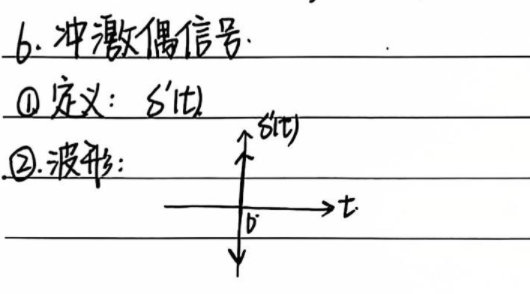 6. 冲激偶信号.
① 定义: δ'(t)
②. 波形:
δ'(t)
t.
0